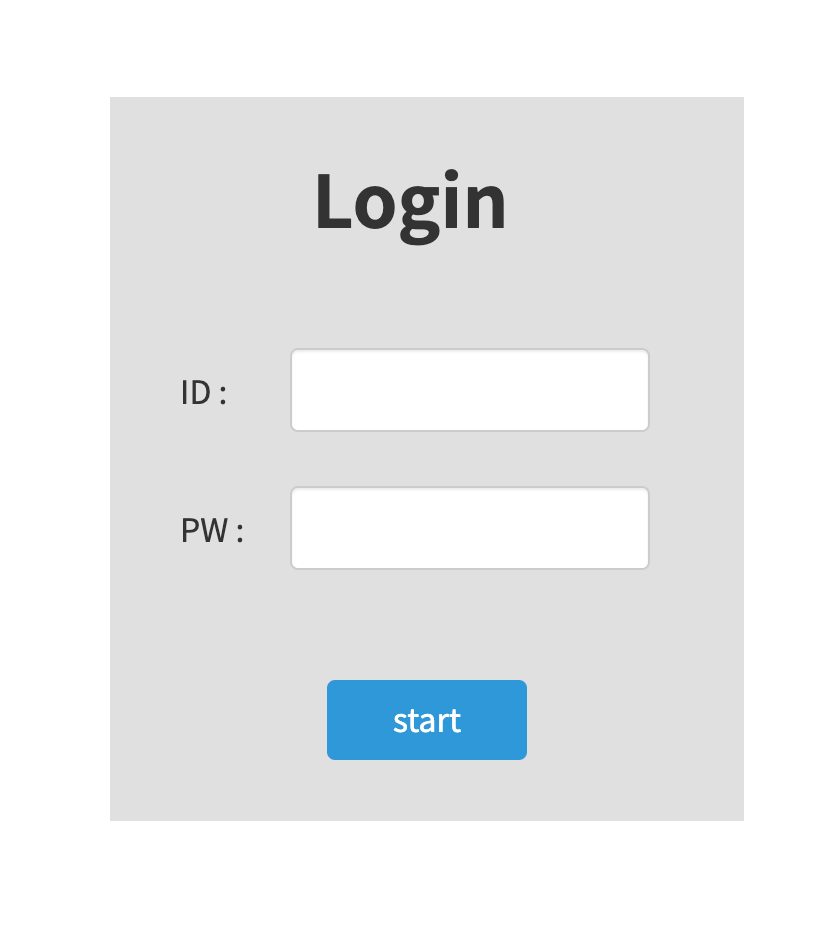 Login
ID :
PW :
start